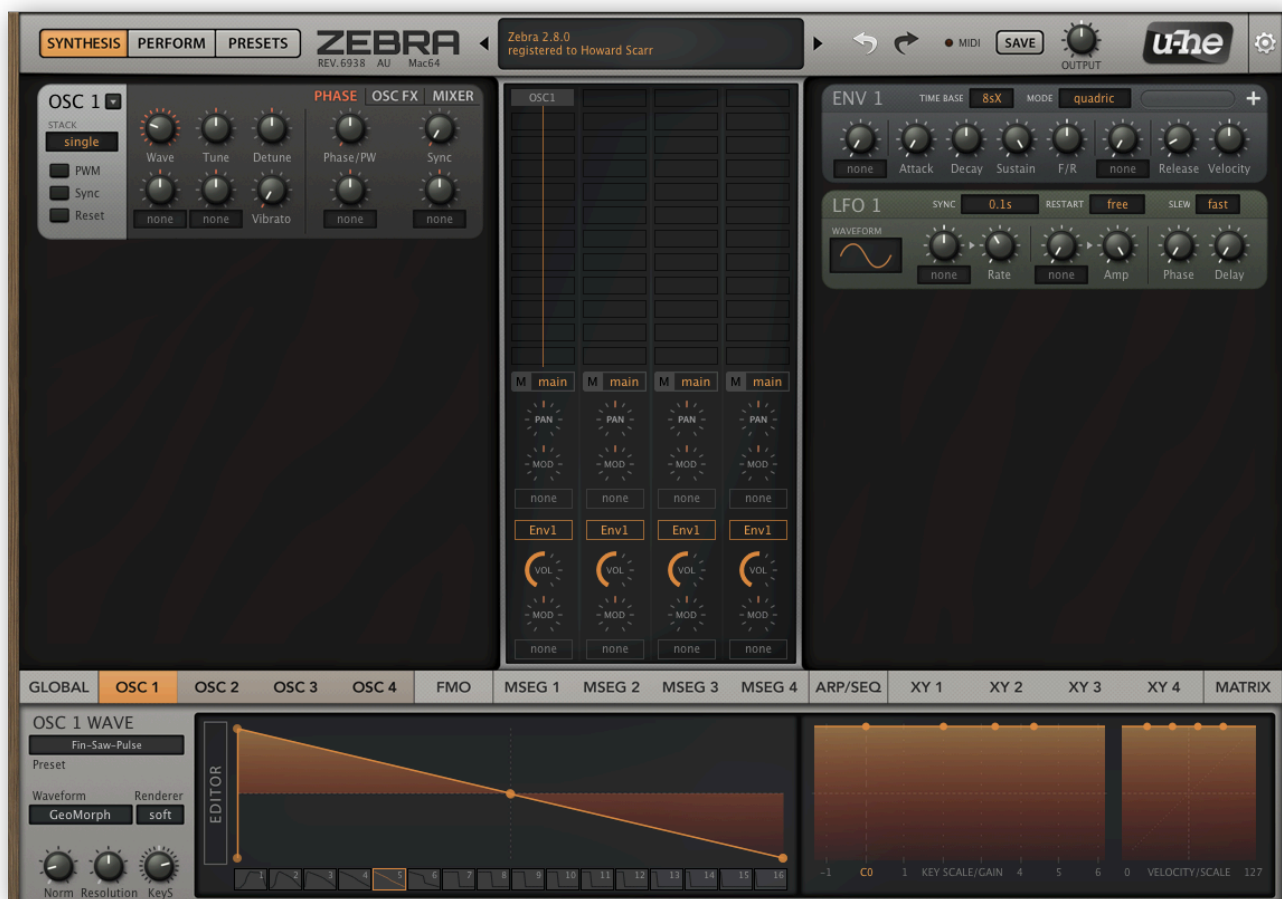 SYNTHESIS PERFORM PRESETS ZEBRA Zebra 2.8.0 MIDI SAVE u-he
REV.6938 AU Mac64 registered to Howard Scarr OUTPUT
OSC 1 PHASE OSC FX MIXER
STACK
single
Wave Tune Detune Phase/PW Sync
PWM
Sync
Reset
none none Vibrato none none
OSC1
M main M main M main M main
PAN PAN PAN PAN
MOD MOD MOD MOD
none none none none
Env1 Env1 Env1 Env1
VOL VOL VOL VOL
MOD MOD MOD MOD
none none none none
ENV 1 TIME BASE 8sX MODE quadric
none Attack Decay Sustain F/R none Release Velocity
LFO 1 SYNC 0.1s RESTART free SLEW fast
WAVEFORM
none Rate none Amp Phase Delay
GLOBAL OSC 1 OSC 2 OSC 3 OSC 4 FMO MSEG 1 MSEG 2 MSEG 3 MSEG 4 ARP/SEQ XY 1 XY 2 XY 3 XY 4 MATRIX
OSC 1 WAVE
Fin-Saw-Pulse
Preset
Waveform Renderer
GeoMorph soft
Norm Resolution KeyS
EDITOR
1 2 3 4 5 6 7 8 9 10 11 12 13 14 15 16
-1 C0 1 KEY SCALE/GAIN 4 5 6 0 VELOCITY/SCALE 127